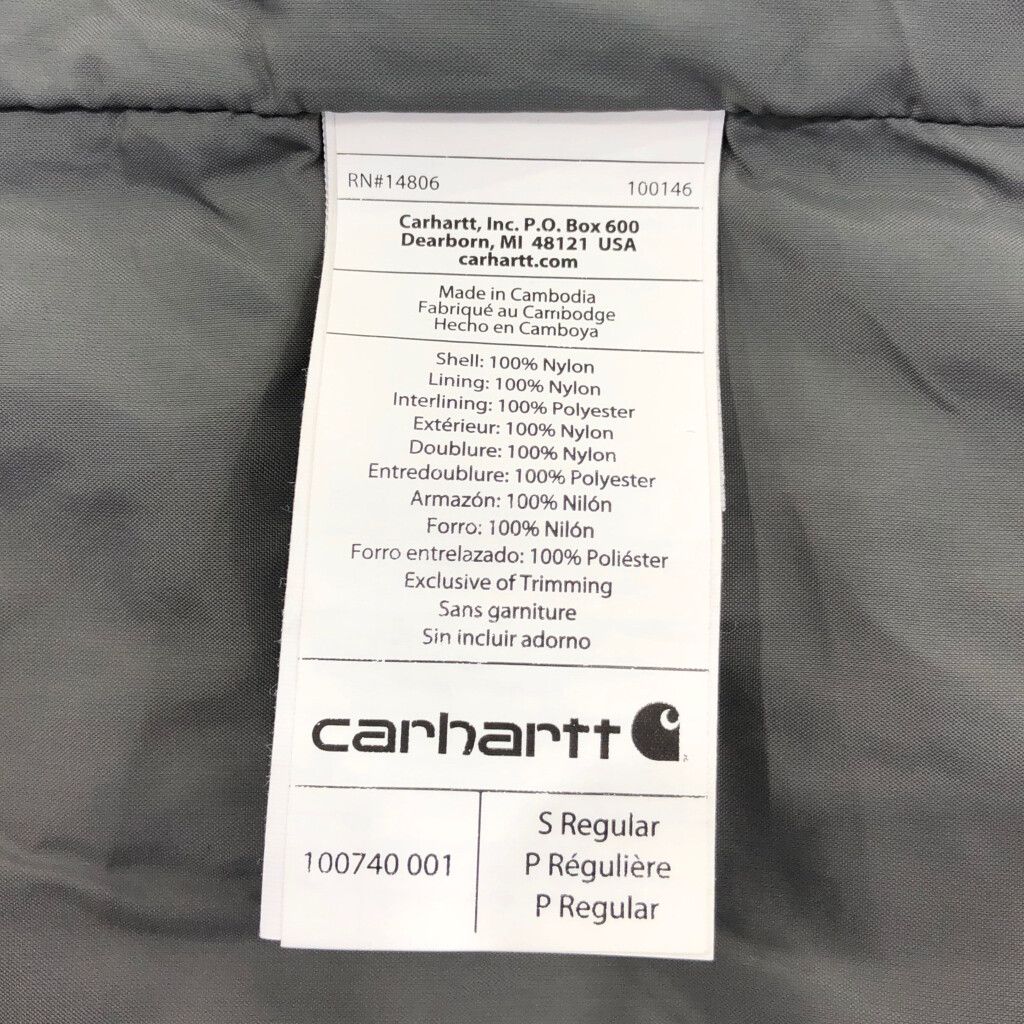 RN#14806 100146
Carhartt, Inc. P.O. Box 600
Dearborn, MI 48121 USA
carhartt.com
Made in Cambodia
Fabriqué au Cambodge
Hecho en Camboya
Shell: 100% Nylon
Lining: 100% Nylon
Interlining: 100% Polyester
Extérieur: 100% Nylon
Doublure: 100% Nylon
Entredoublure: 100% Polyester
Armazón: 100% Nilón
Forro: 100% Nilón
Forro entrelazado: 100% Poliéster
Exclusive of Trimming
Sans garniture
Sin incluir adorno
carhartt
100740 001
S Regular
P Régulière
P Regular